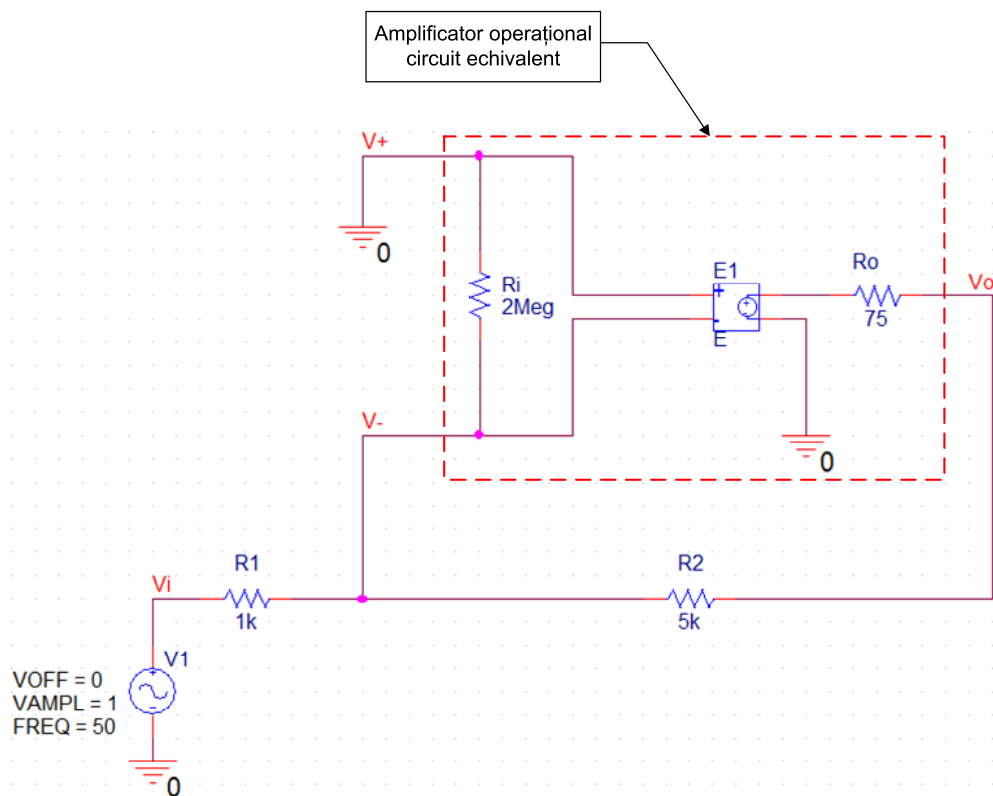 Amplificator operațional
circuit echivalent
V+
0
Ri
2Meg
E1
+
-
E
Ro
75
Vo
0
V-
R1
1k
R2
5k
Vi
V1
VOFF = 0
VAMPL = 1
FREQ = 50
0